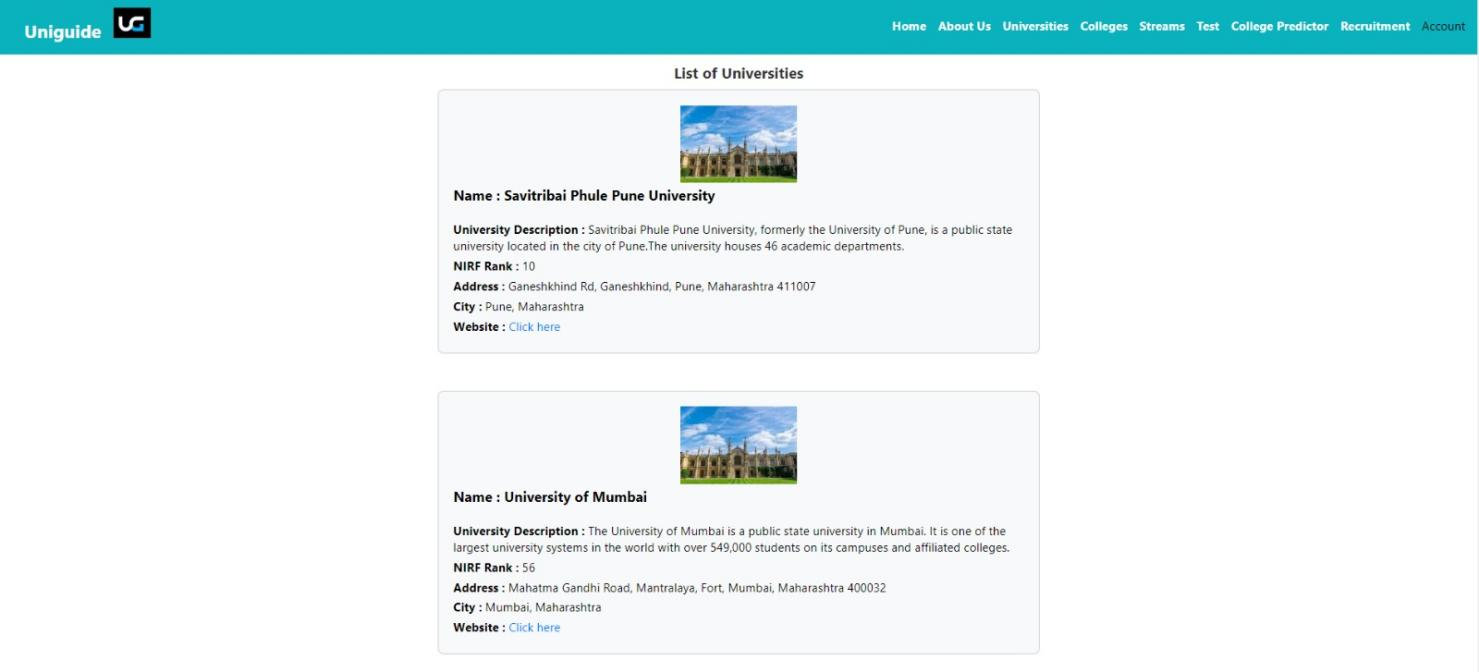 Uniguide UG Home About Us Universities Colleges Streams Test College Predictor Recruitment Account
List of Universities
Name : Savitribai Phule Pune University
University Description : Savitribai Phule Pune University, formerly the University of Pune, is a public state
university located in the city of Pune.The university houses 46 academic departments.
NIRF Rank : 10
Address : Ganeshkhind Rd, Ganeshkhind, Pune, Maharashtra 411007
City : Pune, Maharashtra
Website : Click here
Name : University of Mumbai
University Description : The University of Mumbai is a public state university in Mumbai. It is one of the
largest university systems in the world with over 549,000 students on its campuses and affiliated colleges.
NIRF Rank : 56
Address : Mahatma Gandhi Road, Mantralaya, Fort, Mumbai, Maharashtra 400032
City : Mumbai, Maharashtra
Website : Click here